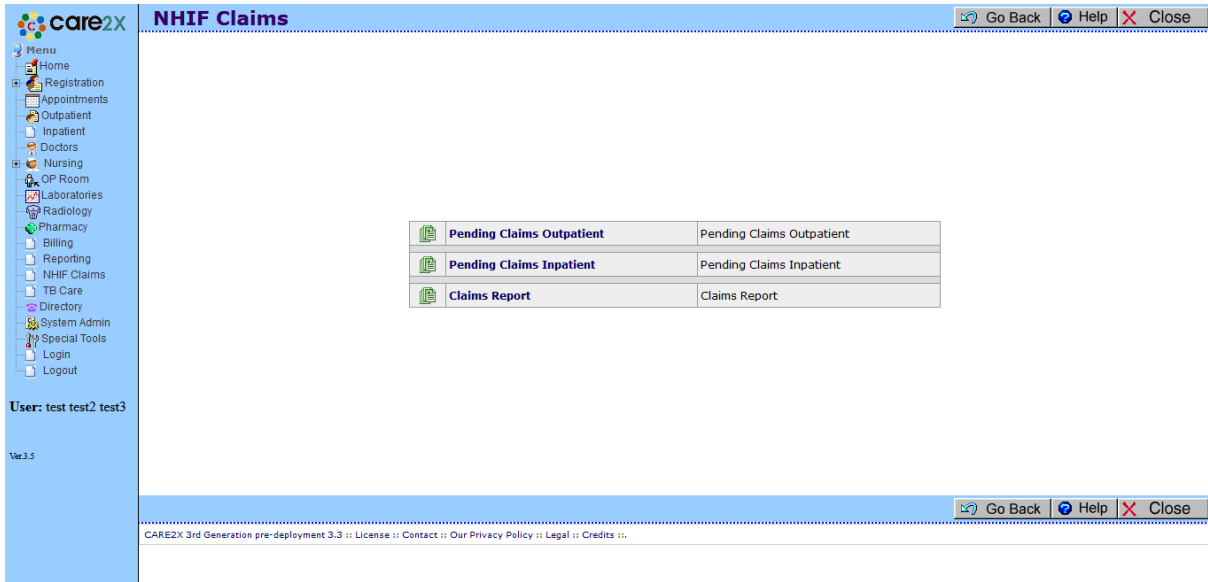 care2x
NHIF Claims
Go Back
Help
Close
Menu
Home
Registration
Appointments
Outpatient
Inpatient
Doctors
Nursing
OP Room
Laboratories
Radiology
Pharmacy
Billing
Reporting
NHIF Claims
TB Care
Directory
System Admin
Special Tools
Login
Logout
User: test test2 test3
Ver.3.5
Pending Claims Outpatient Pending Claims Outpatient
Pending Claims Inpatient Pending Claims Inpatient
Claims Report Claims Report
Go Back
Help
Close
CARE2X 3rd Generation pre-deployment 3.3 :: License :: Contact :: Our Privacy Policy :: Legal :: Credits ::.